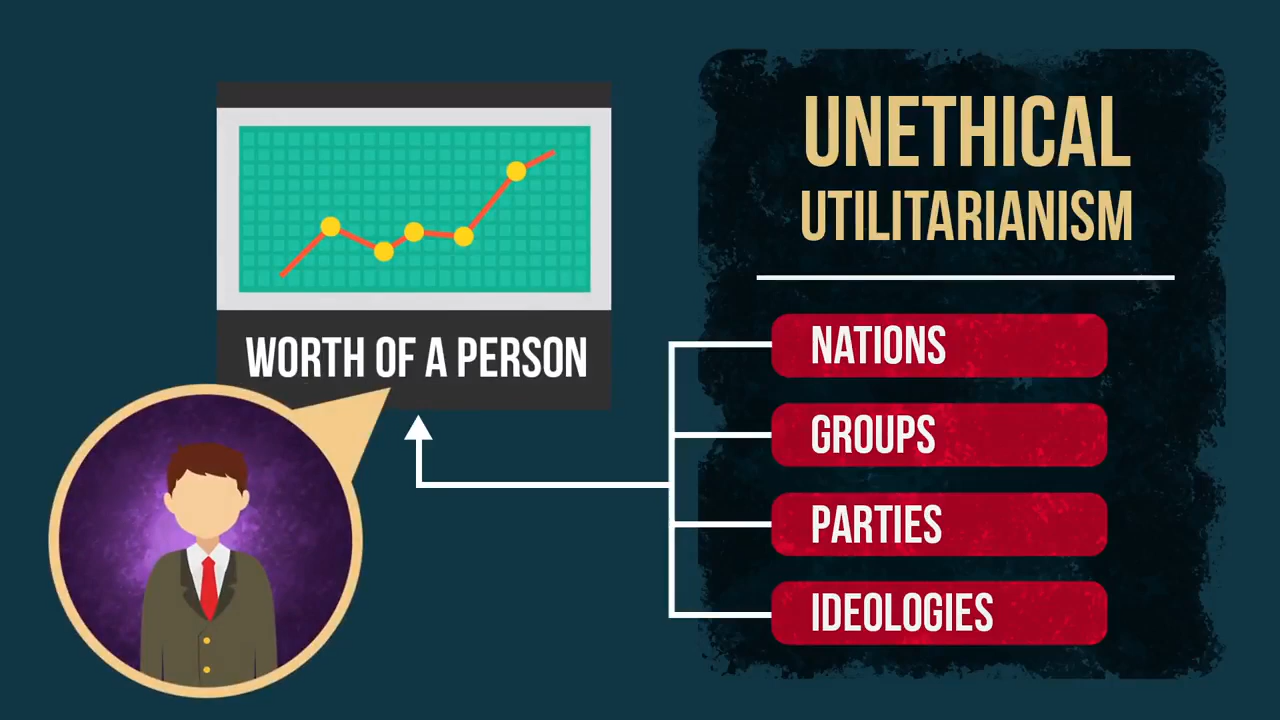 WORTH OF A PERSON
UNETHICAL
UTILITARIANISM
NATIONS
GROUPS
PARTIES
IDEOLOGIES